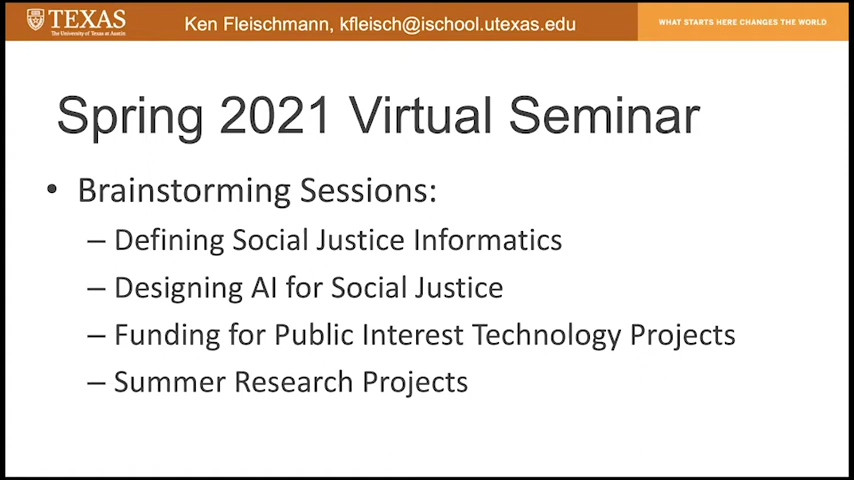 TEXAS
The University of Texas at Austin
Ken Fleischmann, kfleisch@ischool.utexas.edu
WHAT STARTS HERE CHANGES THE WORLD
Spring 2021 Virtual Seminar
• Brainstorming Sessions:
– Defining Social Justice Informatics
– Designing AI for Social Justice
– Funding for Public Interest Technology Projects
– Summer Research Projects